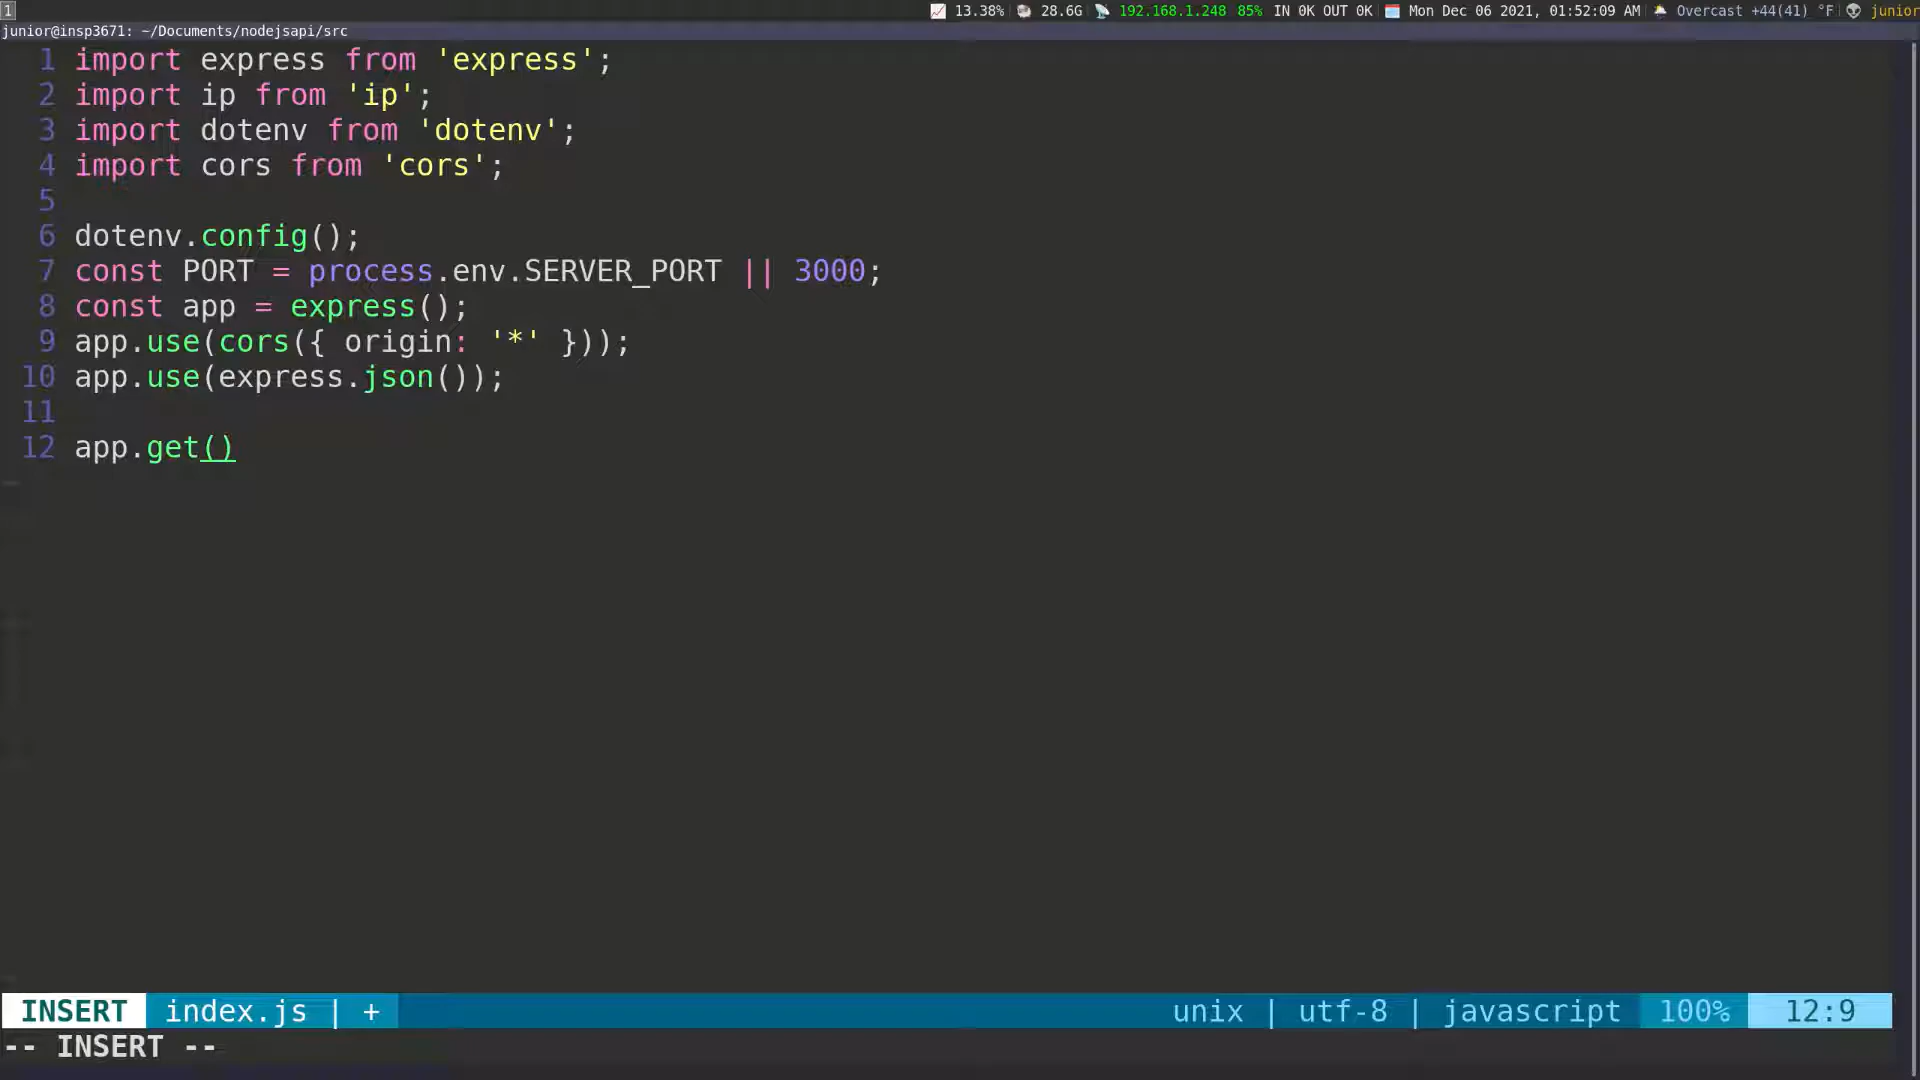 1
13.38% 28.6G 192.168.1.248 85% IN 0K OUT 0K Mon Dec 06 2021, 01:52:09 AM Overcast +44(41) °F junior
junior@insp3671: ~/Documents/nodejsapi/src
1 import express from 'express';
2 import ip from 'ip';
3 import dotenv from 'dotenv';
4 import cors from 'cors';
5
6 dotenv.config();
7 const PORT = process.env.SERVER_PORT || 3000;
8 const app = express();
9 app.use(cors({ origin: '*' }));
10 app.use(express.json());
11
12 app.get()
INSERT index.js | + unix | utf-8 | javascript 100% 12:9
-- INSERT --